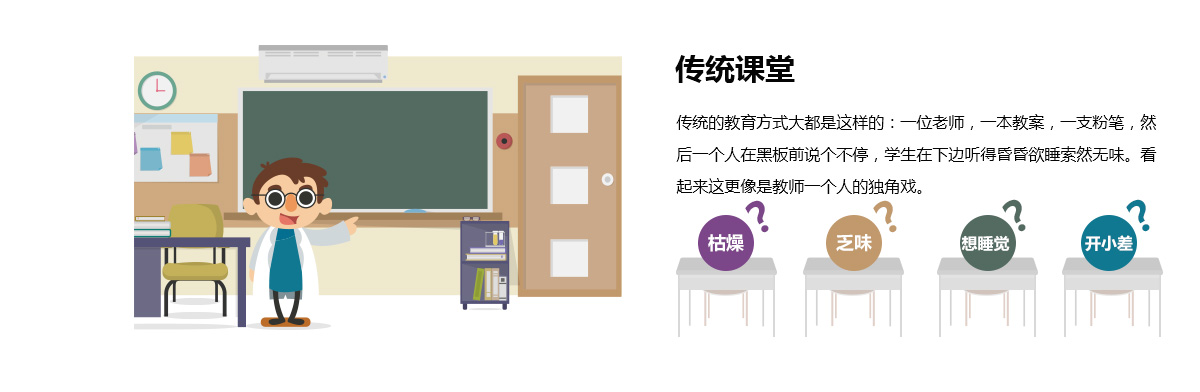 传统课堂
传统的教育方式大都是这样的：一位老师，一本教案，一支粉笔，然
后一个人在黑板前说个不停，学生在下边听得昏昏欲睡索然无味。看
起来这更像是教师一个人的独角戏。
枯燥 ? 乏味 ? 想睡觉 ? 开小差 ?